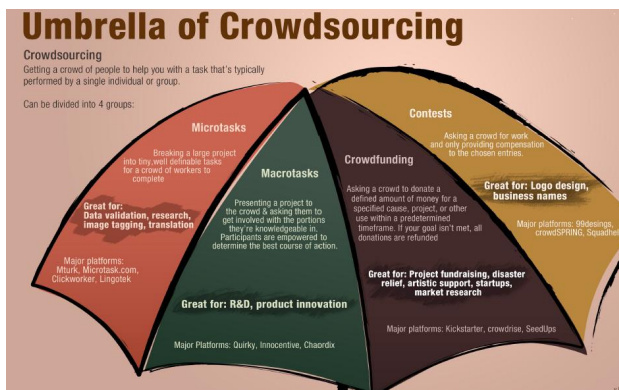 Umbrella of Crowdsourcing
Crowdsourcing
Getting a crowd of people to help you with a task that's typically
performed by a single individual or group.
Can be divided into 4 groups:
Microtasks
Breaking a large project
into tiny,well definable tasks
for a crowd of workers to
complete
Great for:
Data validation, research,
image tagging, translation
Major platforms:
Mturk, Microtask.com,
Clickworker, Lingotek
Macrotasks
Presenting a project to
the crowd & asking them to
get involved with the portions
they're knowledgeable in.
Participants are empowered to
determine the best course of action.
Great for: R&D, product innovation
Major Platforms: Quirky, Innocentive, Chaordix
Crowdfunding
Asking a crowd to donate a
defined amount of money for a
specified cause, project, or other
use within a predetermined
timeframe. If your goal isn't met, all
donations are refunded
Great for: Project fundraising, disaster
relief, artistic support, startups,
market research
Major platforms: Kickstarter, crowdrise, SeedUps
Contests
Asking a crowd for work
and only providing compensation
to the chosen entries.
Great for: Logo design,
business names
Major platforms: 99desings,
crowdSPRING, Squadhel